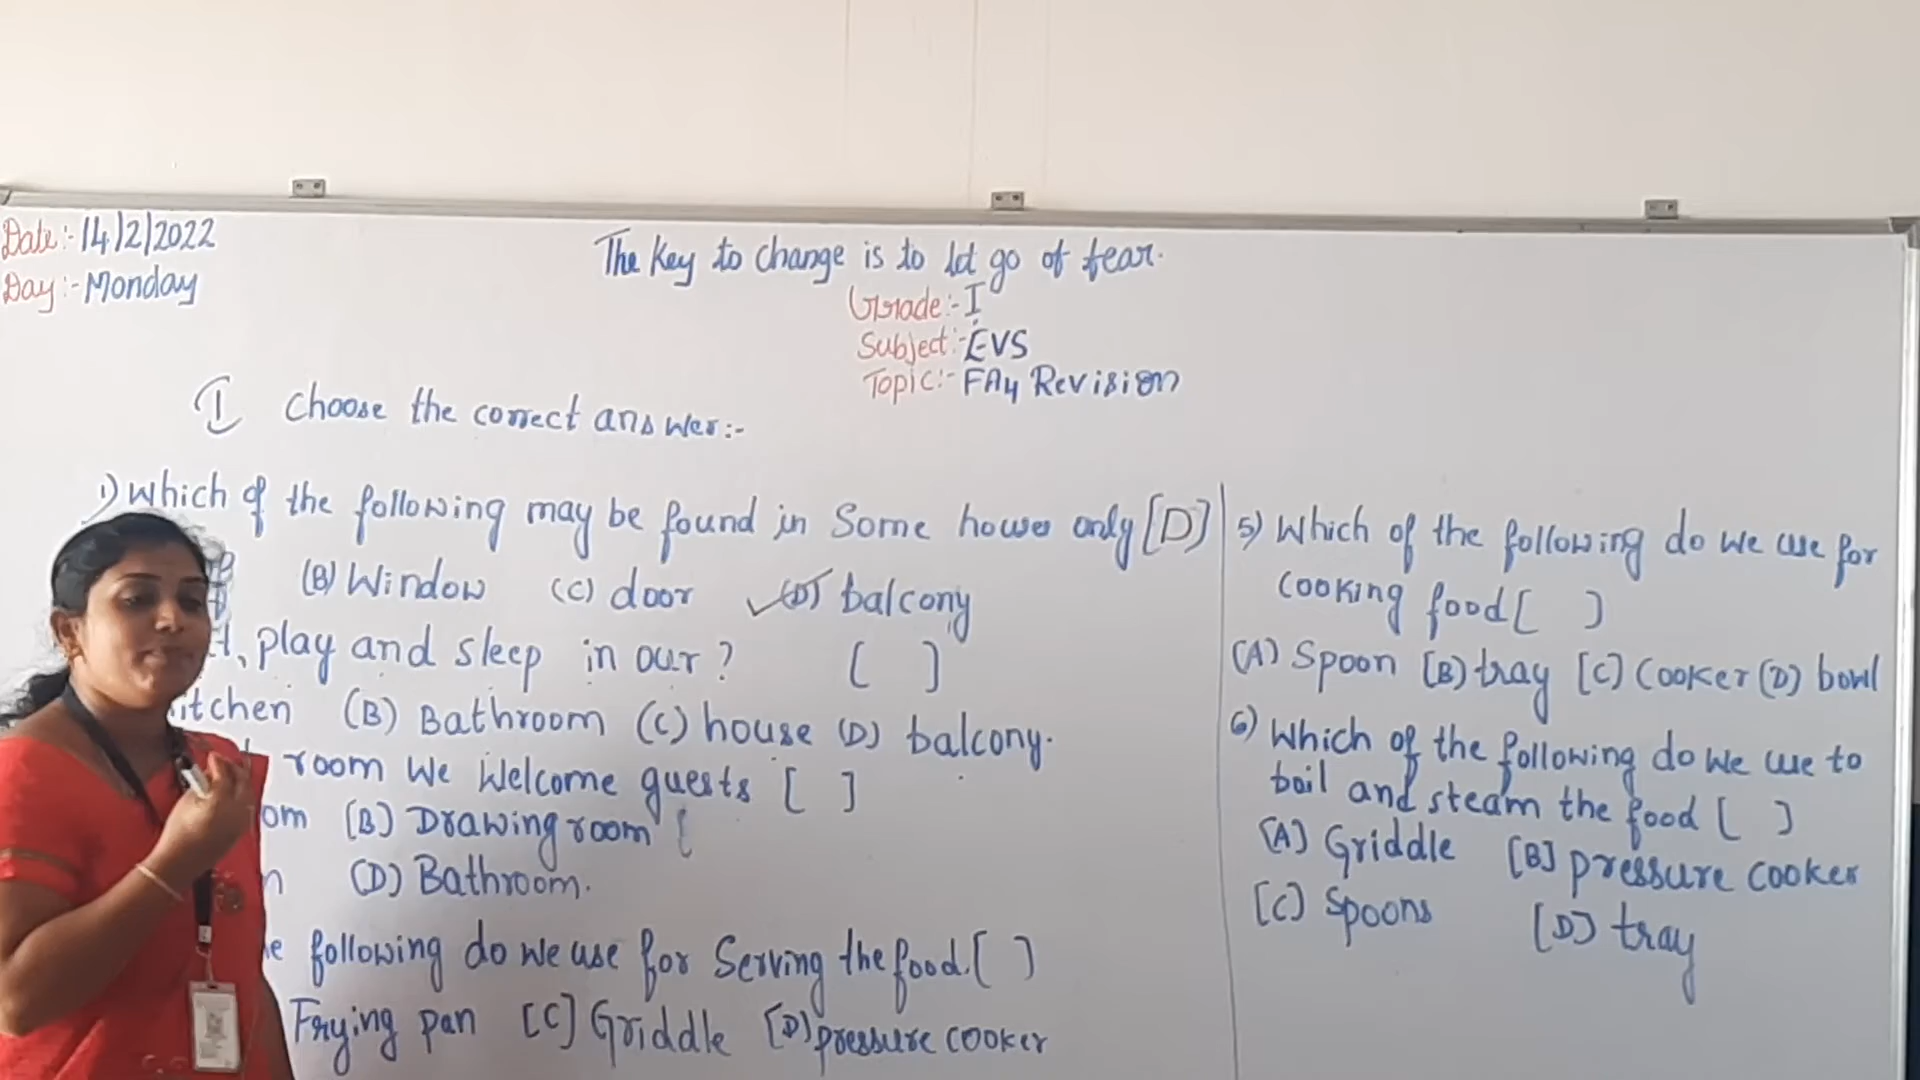 Date:- 14/2/2022
Day:- Monday
The Key to change is to let go of fear.
Grade:- I
Subject:- EVS
Topic:- FA4 Revision
I Choose the correct answer:-
1) Which of the following may be found in Some houses only [D]
(B) Window (C) door ✓(D) balcony
, play and sleep in our? [ ]
itchen (B) Bathroom (C) house (D) balcony.
room We Welcome guests [ ]
om (B) Drawing room
(D) Bathroom.
following do we use for Serving the food. [ ]
Frying pan [C] Griddle [D] pressure cooker
5) Which of the following do we use for
cooking food [ ]
(A) Spoon [B] tray [C] Cooker (D) bowl
6) Which of the following do we use to
boil and steam the food [ ]
[A] Griddle [B] pressure cooker
[C] Spoons [D] tray